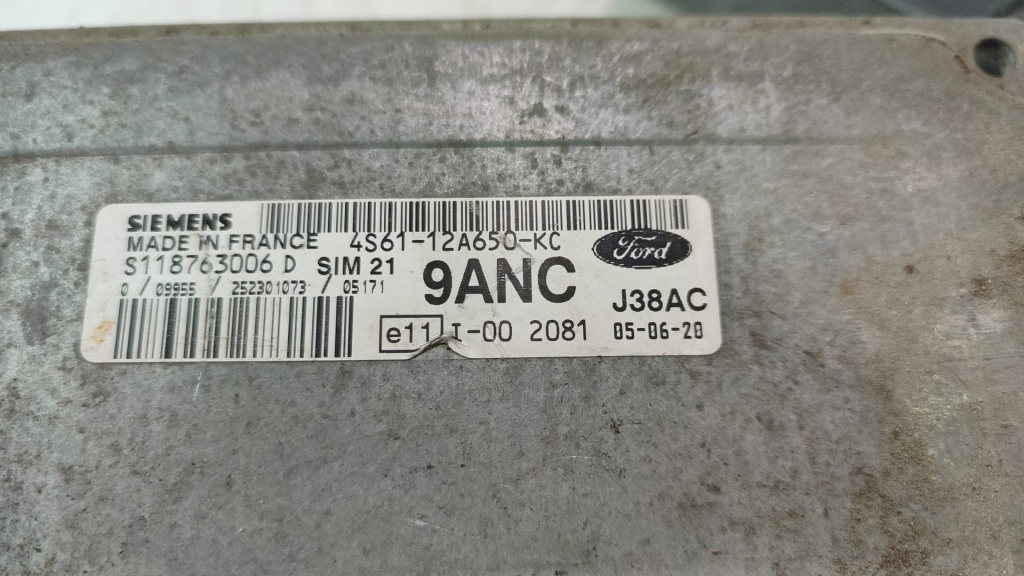 SIEMENS
MADE IN FRANCE 4S61-12A650-KC
Ford
S118763006 D SIM 21 9ANC
0 / 09955 / 252301073 / 05171
J38AC
e11 I-00 2081 05-06-20